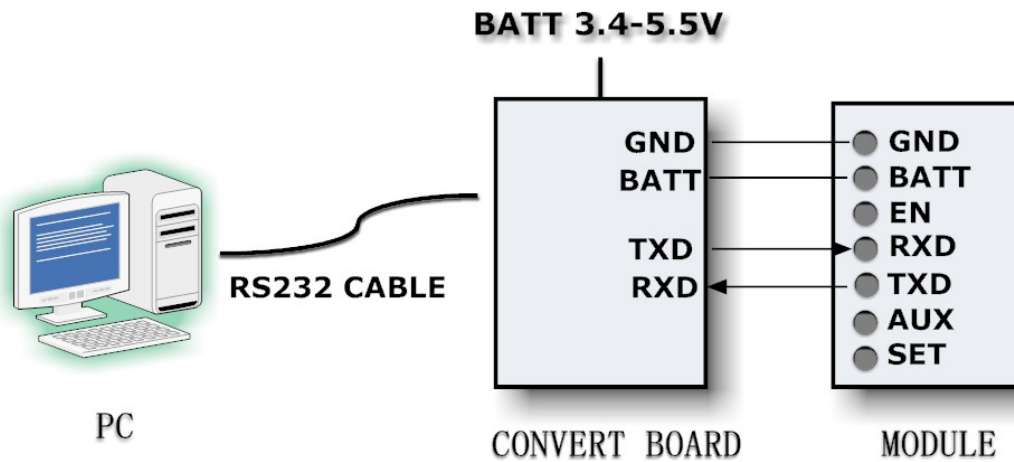 BATT 3.4-5.5V
GND
BATT
TXD
RXD
GND
BATT
EN
RXD
TXD
AUX
SET
RS232 CABLE
PC
CONVERT BOARD
MODULE